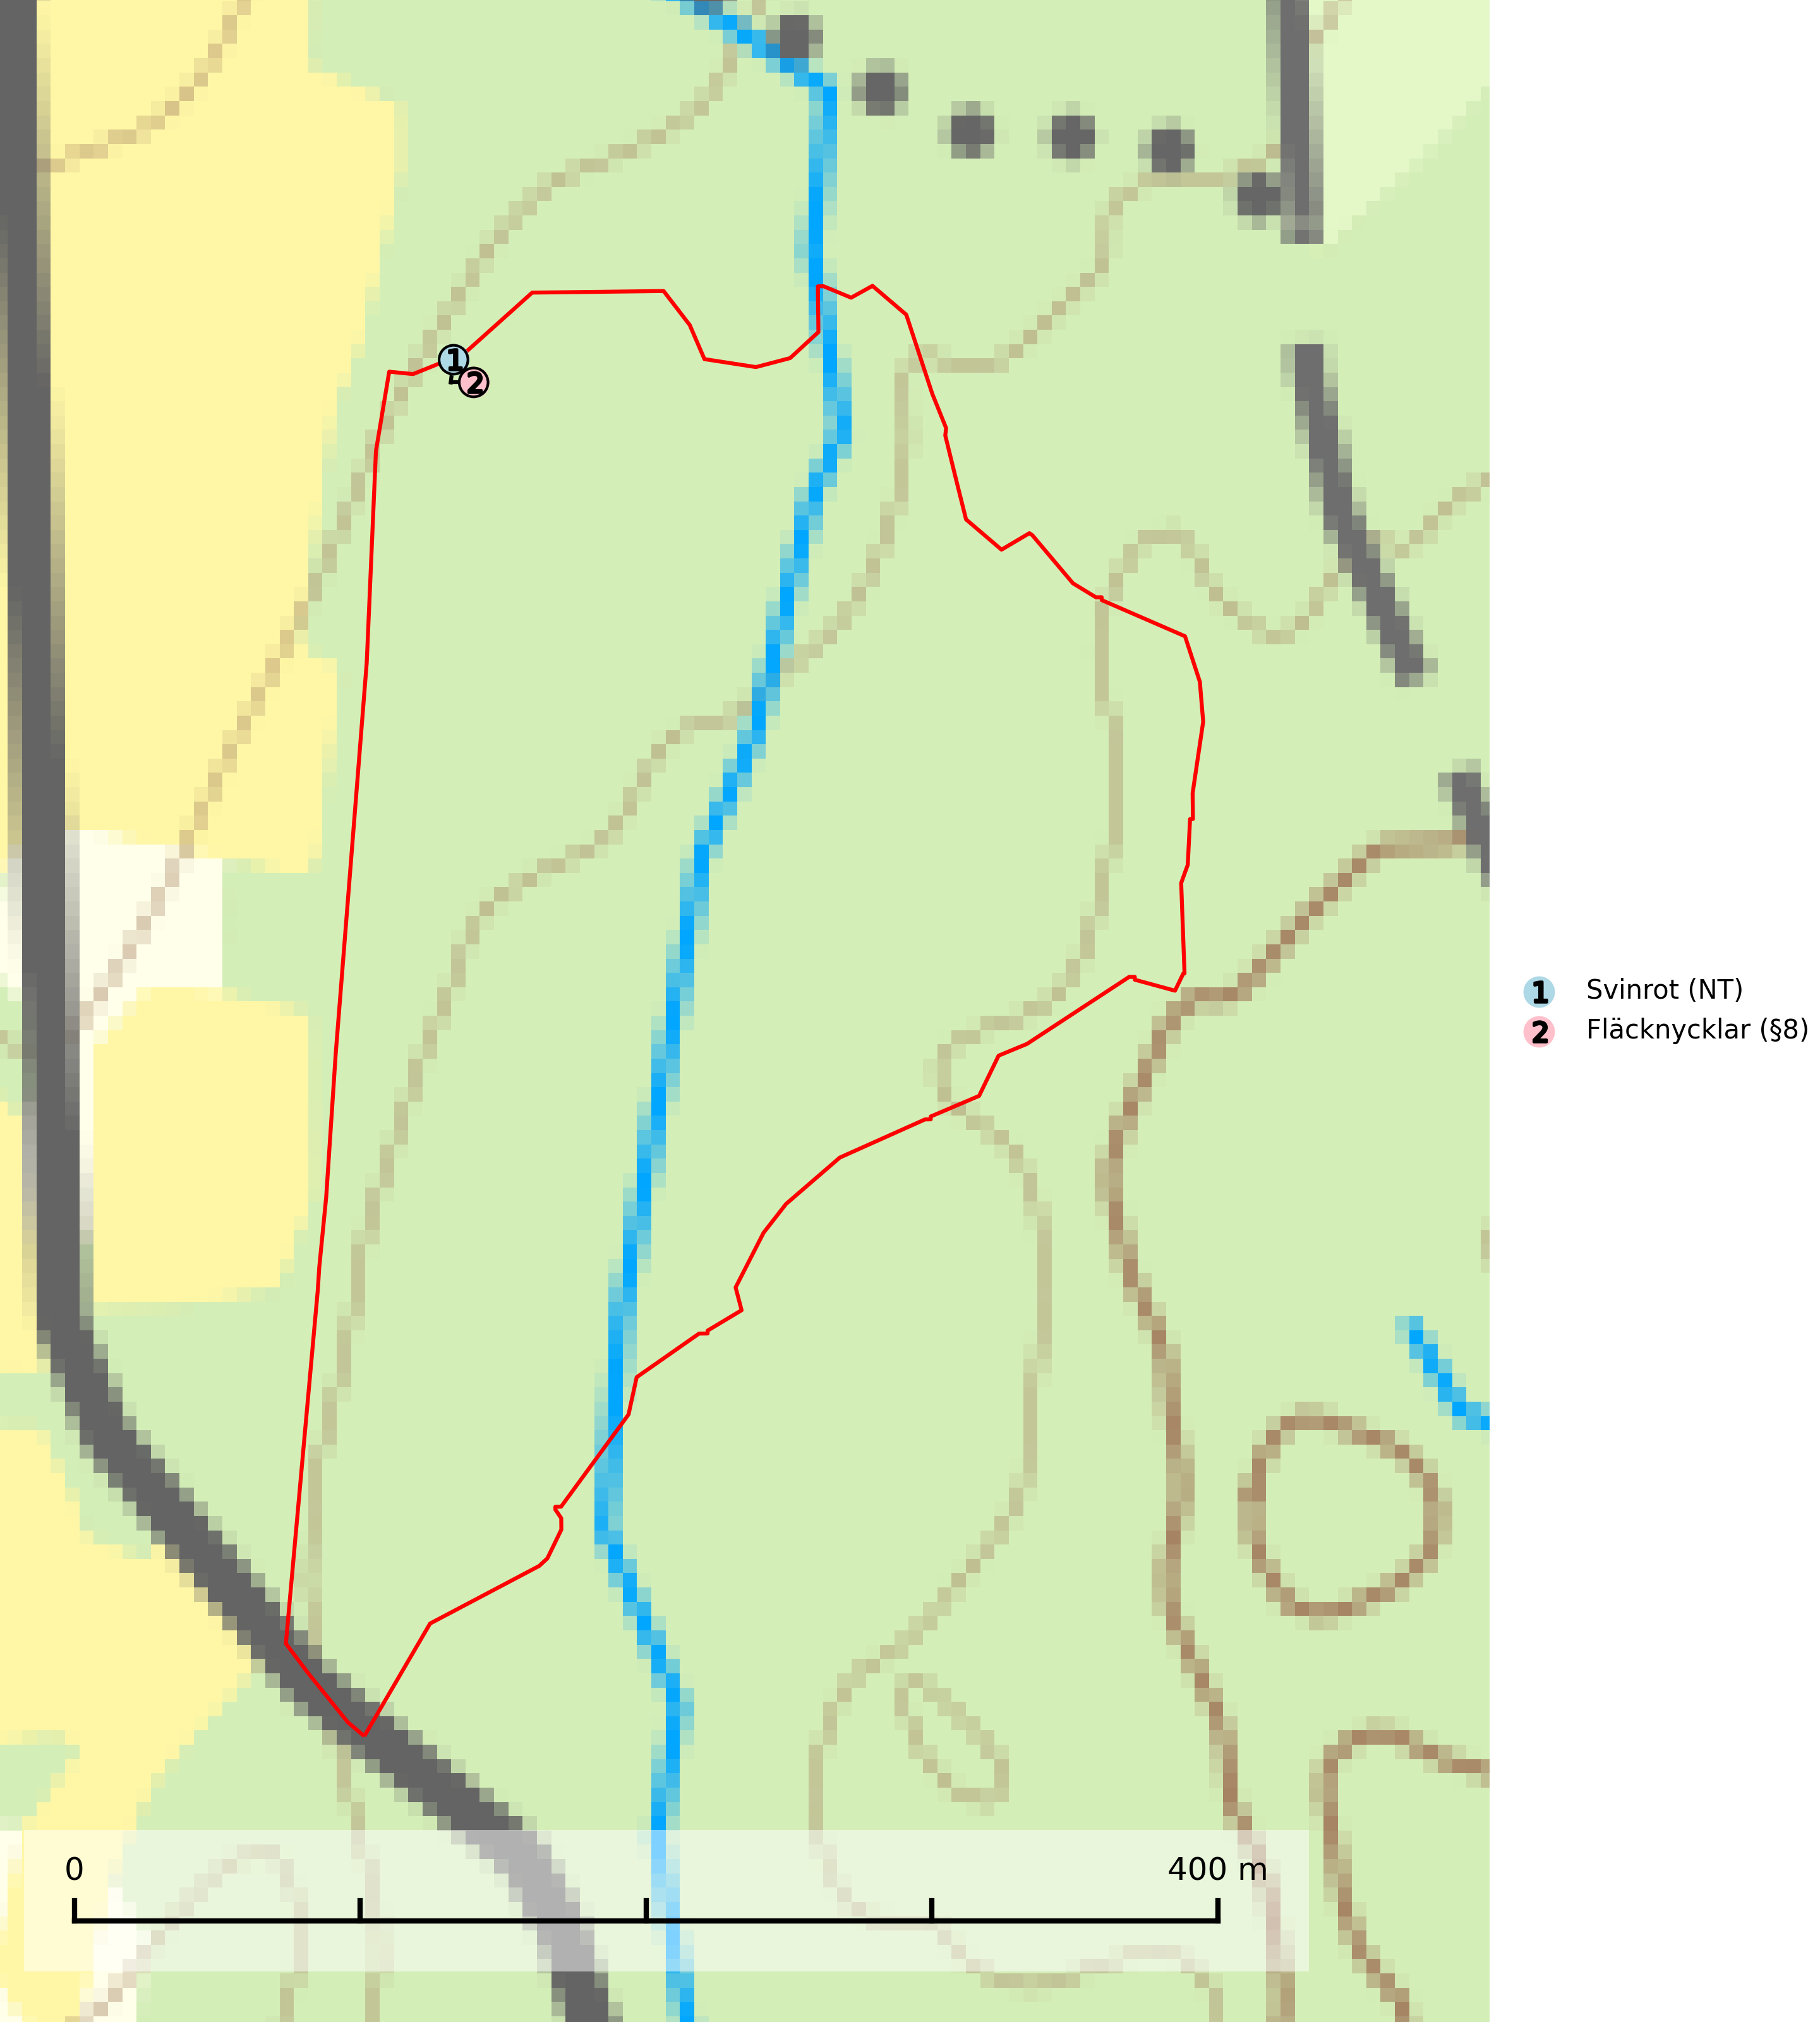 1
2
1 Svinrot (NT)
2 Fläcknycklar (§8)
0 400 m